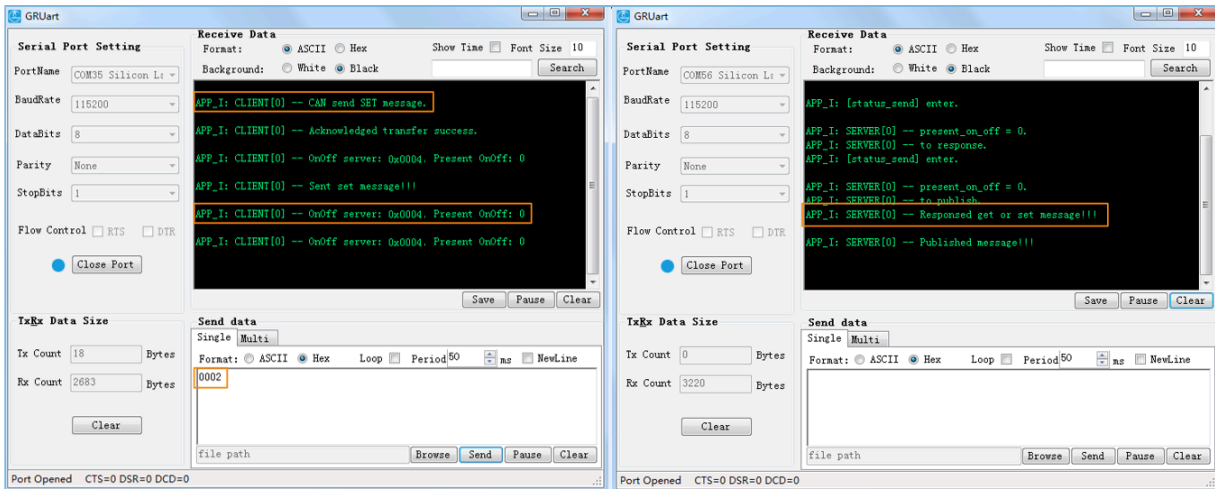 GRUart
Serial Port Setting
PortName COM35 Silicon L:
BaudRate 115200
DataBits 8
Parity None
StopBits 1
Flow Control RTS DTR
Close Port
TxRx Data Size
Tx Count 18 Bytes
Rx Count 2683 Bytes
Clear
Receive Data
Format: ASCII Hex Show Time Font Size 10
Background: White Black Search
APP_I: CLIENT[0] -- CAN send SET message.
APP_I: CLIENT[0] -- Acknowledged transfer success.
APP_I: CLIENT[0] -- OnOff server: 0x0004. Present OnOff: 0
APP_I: CLIENT[0] -- Sent set message!!!
APP_I: CLIENT[0] -- OnOff server: 0x0004. Present OnOff: 0
APP_I: CLIENT[0] -- OnOff server: 0x0004. Present OnOff: 0
Save Pause Clear
Send data
Single Multi
Format: ASCII Hex Loop Period 50 ms NewLine
0002
file path Browse Send Pause Clear
Port Opened CTS=0 DSR=0 DCD=0
GRUart
Serial Port Setting
PortName COM56 Silicon L:
BaudRate 115200
DataBits 8
Parity None
StopBits 1
Flow Control RTS DTR
Close Port
TxRx Data Size
Tx Count 0 Bytes
Rx Count 3220 Bytes
Clear
Receive Data
Format: ASCII Hex Show Time Font Size 10
Background: White Black Search
APP_I: [status_send] enter.
APP_I: SERVER[0] -- present_on_off = 0.
APP_I: SERVER[0] -- to response.
APP_I: [status_send] enter.
APP_I: SERVER[0] -- present_on_off = 0.
APP_I: SERVER[0] -- to publish.
APP_I: SERVER[0] -- Responsed get or set message!!!
APP_I: SERVER[0] -- Published message!!!
Save Pause Clear
Send data
Single Multi
Format: ASCII Hex Loop Period 50 ms NewLine
file path Browse Send Pause Clear
Port Opened CTS=0 DSR=0 DCD=0